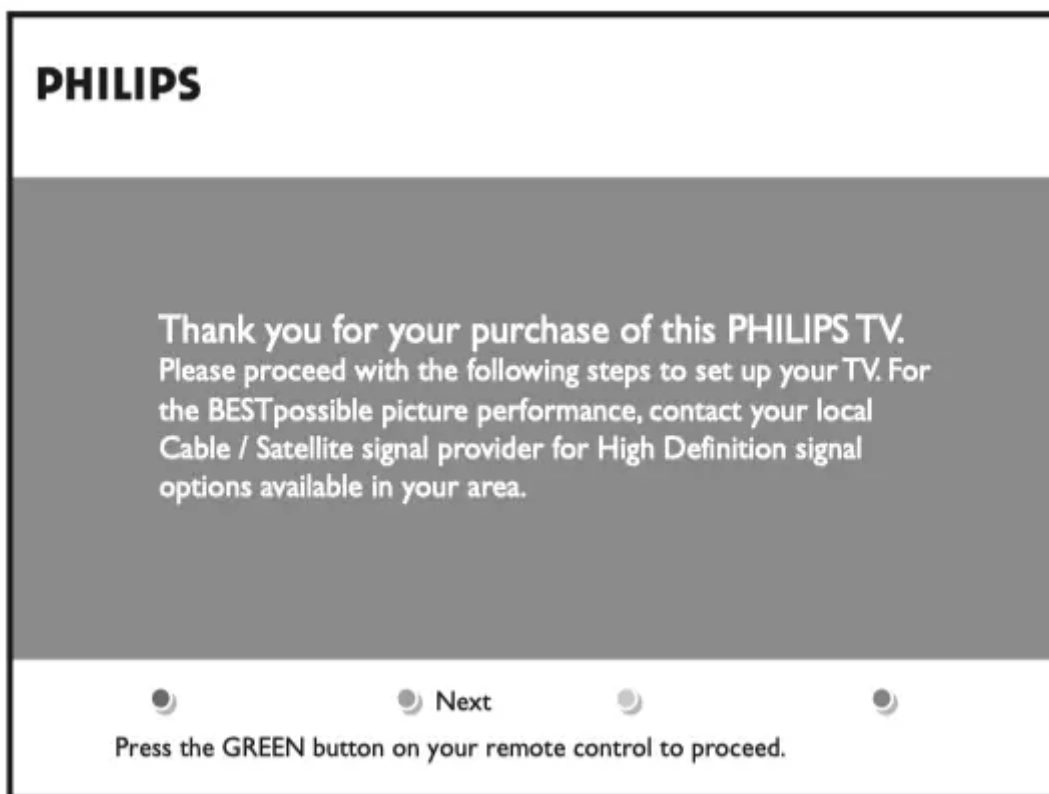 PHILIPS
Thank you for your purchase of this PHILIPS TV.
Please proceed with the following steps to set up your TV. For
the BESTpossible picture performance, contact your local
Cable / Satellite signal provider for High Definition signal
options available in your area.
Next
Press the GREEN button on your remote control to proceed.